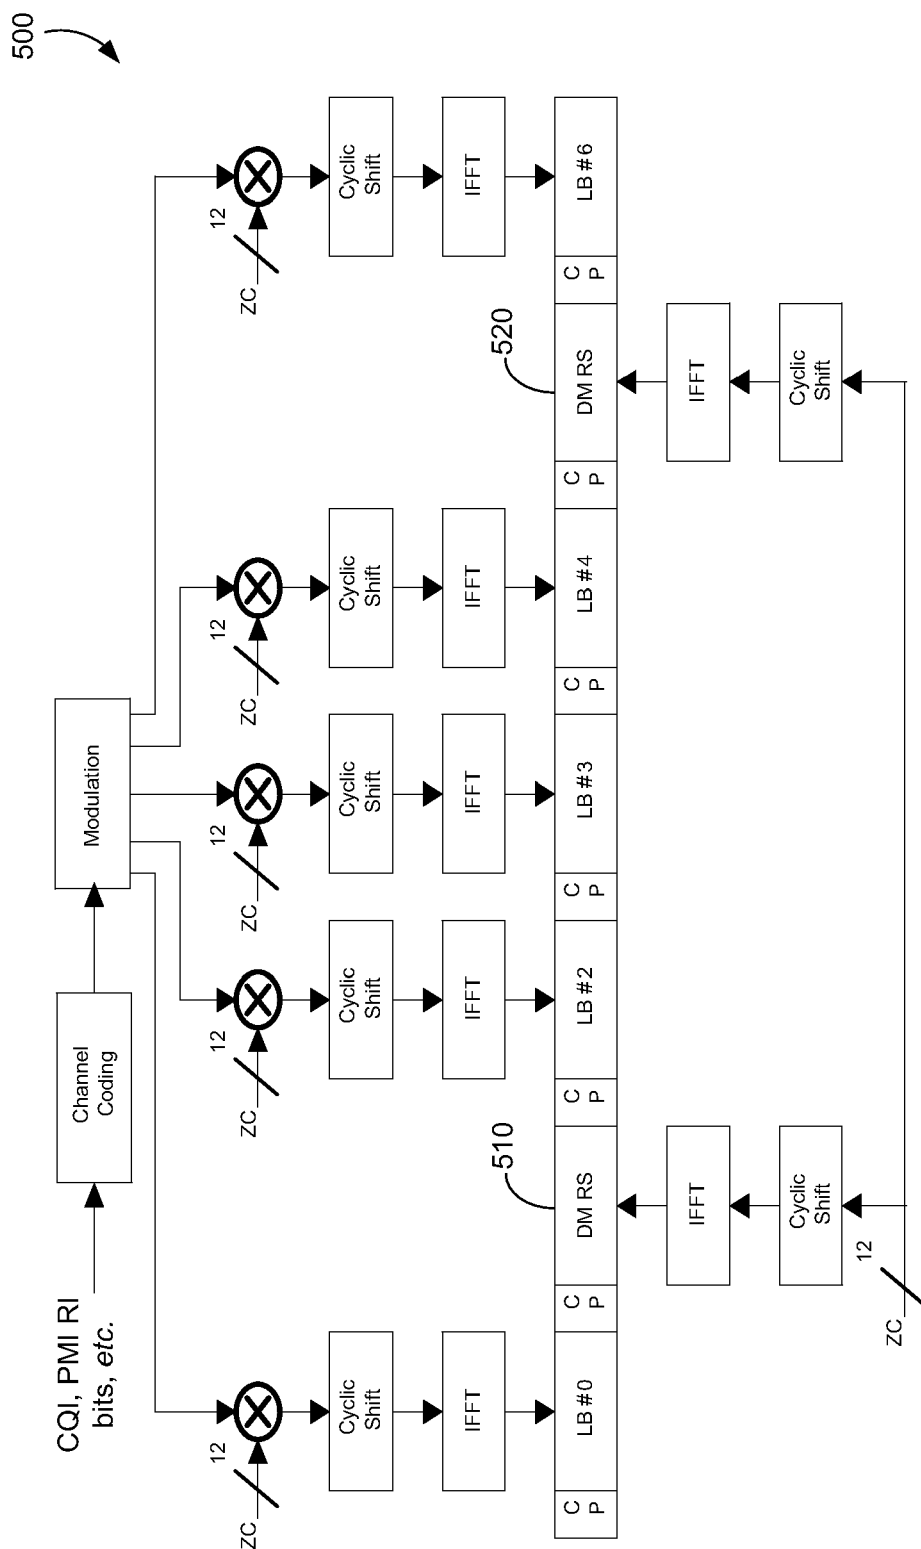 500
CQI, PMI RI
bits, etc.
Channel
Coding
Modulation
12
ZC
12
ZC
12
ZC
12
ZC
12
ZC
Cyclic
Shift
Cyclic
Shift
Cyclic
Shift
Cyclic
Shift
Cyclic
Shift
IFFT
IFFT
IFFT
IFFT
IFFT
510
520
C
P
LB #0
C
P
DM RS
C
P
LB #2
C
P
LB #3
C
P
LB #4
C
P
DM RS
C
P
LB #6
IFFT
IFFT
Cyclic
Shift
Cyclic
Shift
12
ZC